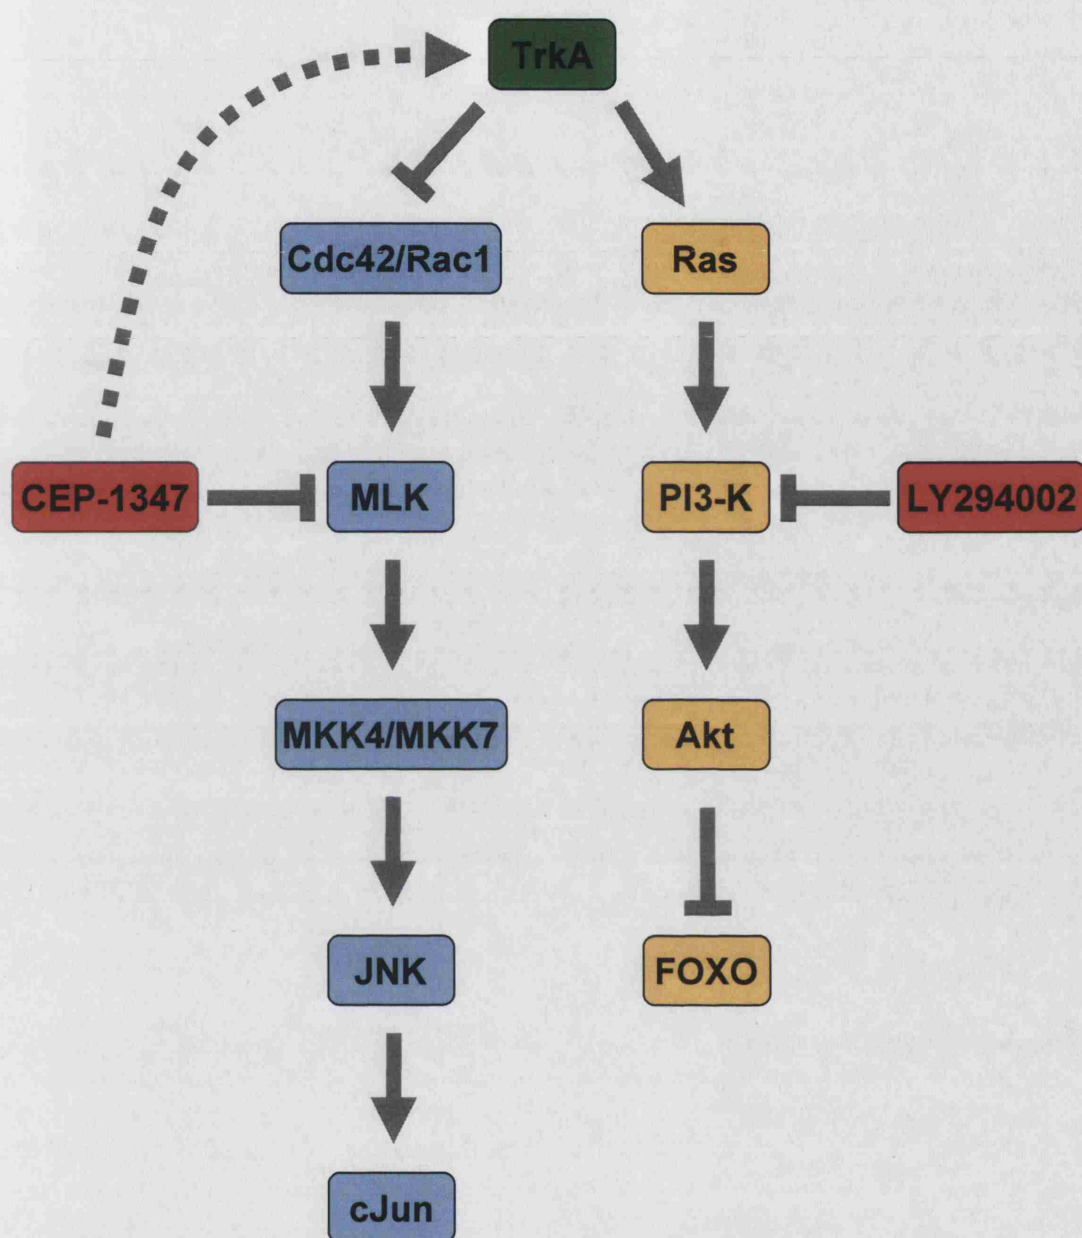 TrkA
Cdc42/Rac1
Ras
CEP-1347
MLK
PI3-K
LY294002
MKK4/MKK7
Akt
JNK
FOXO
cJun